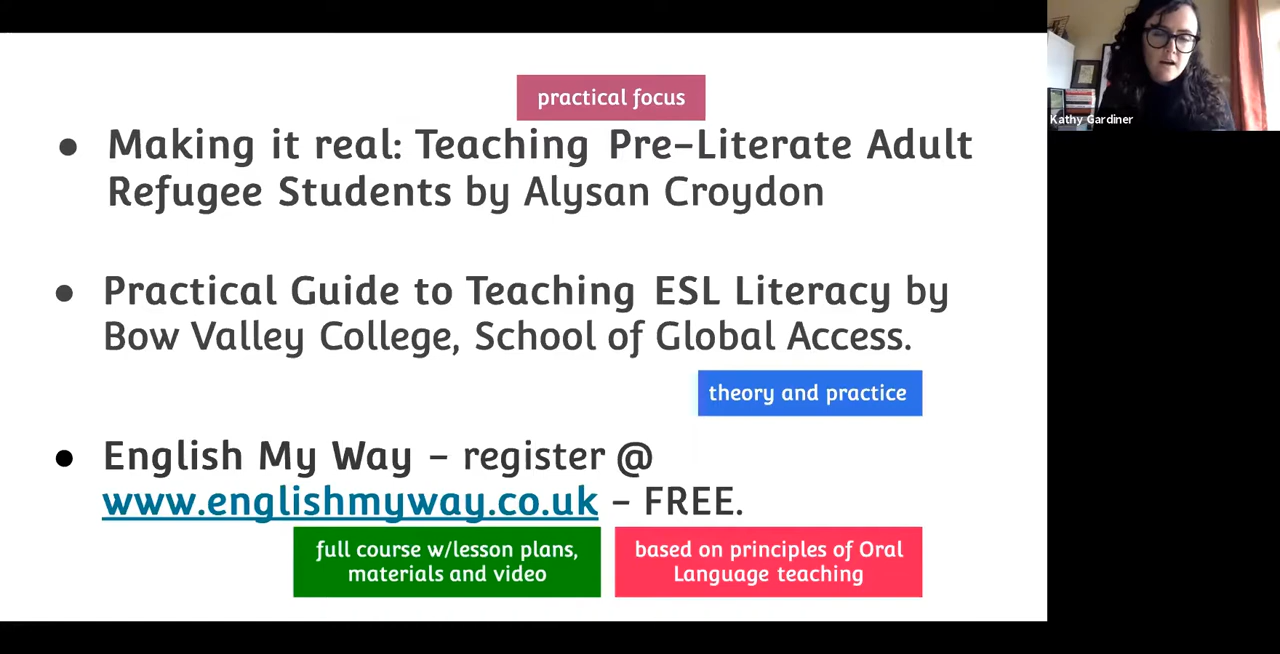 practical focus
● Making it real: Teaching Pre-Literate Adult
Refugee Students by Alysan Croydon
● Practical Guide to Teaching ESL Literacy by
Bow Valley College, School of Global Access.
theory and practice
● English My Way – register @
www.englishmyway.co.uk – FREE.
full course w/lesson plans,
materials and video
based on principles of Oral
Language teaching
Kathy Gardiner